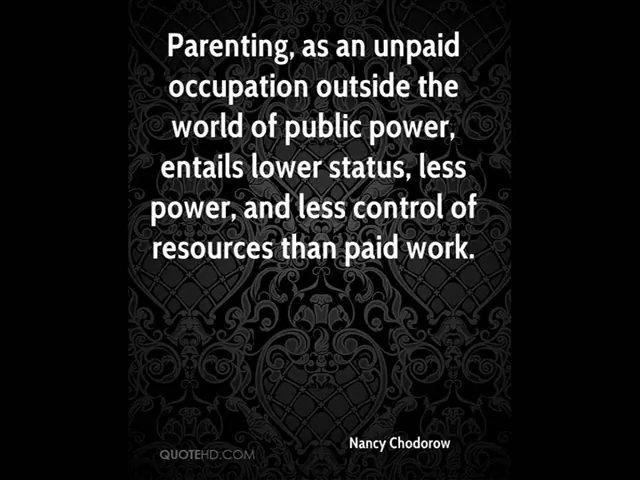 Parenting, as an unpaid
occupation outside the
world of public power,
entails lower status, less
power, and less control of
resources than paid work.
Nancy Chodorow
QUOTEHD.COM